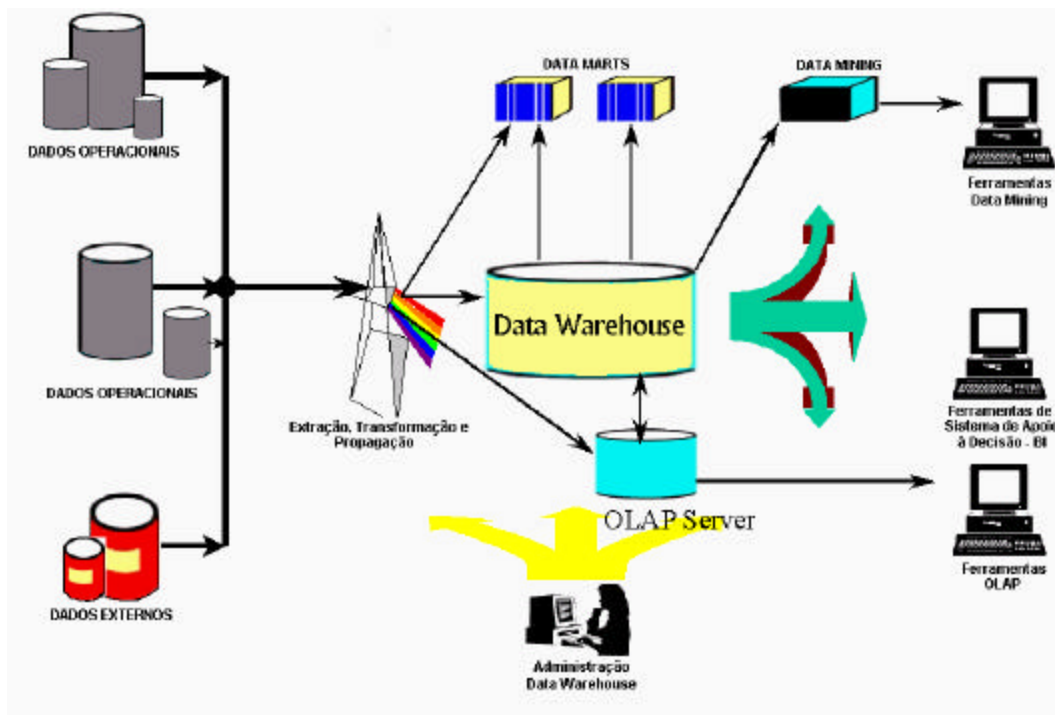 DATA MARTS
DATA MINING
DADOS OPERACIONAIS
Ferramentas
Data Mining
Data Warehouse
DADOS OPERACIONAIS
Extração, Transformação e
Propagação
Ferramentas de
Sistema de Apoio
à Decisão - BI
OLAP Server
Ferramentas
OLAP
DADOS EXTERNOS
Administração
Data Warehouse